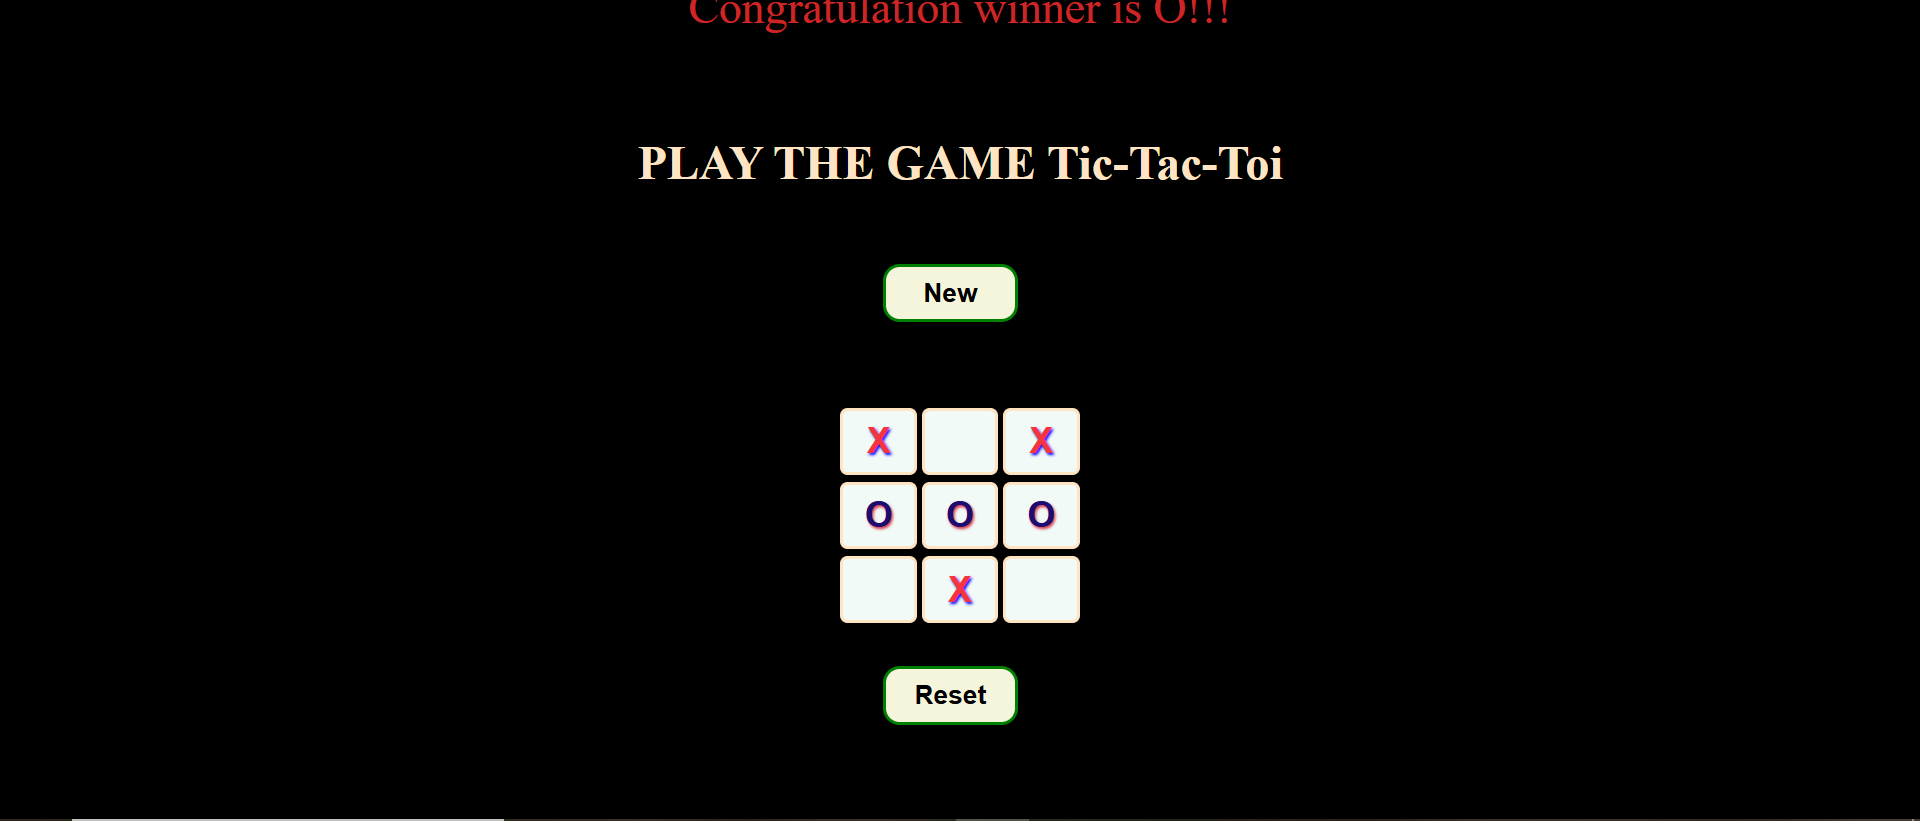 Congratulation winner is O!!!
PLAY THE GAME Tic-Tac-Toi
New
X X
O O O
X
Reset